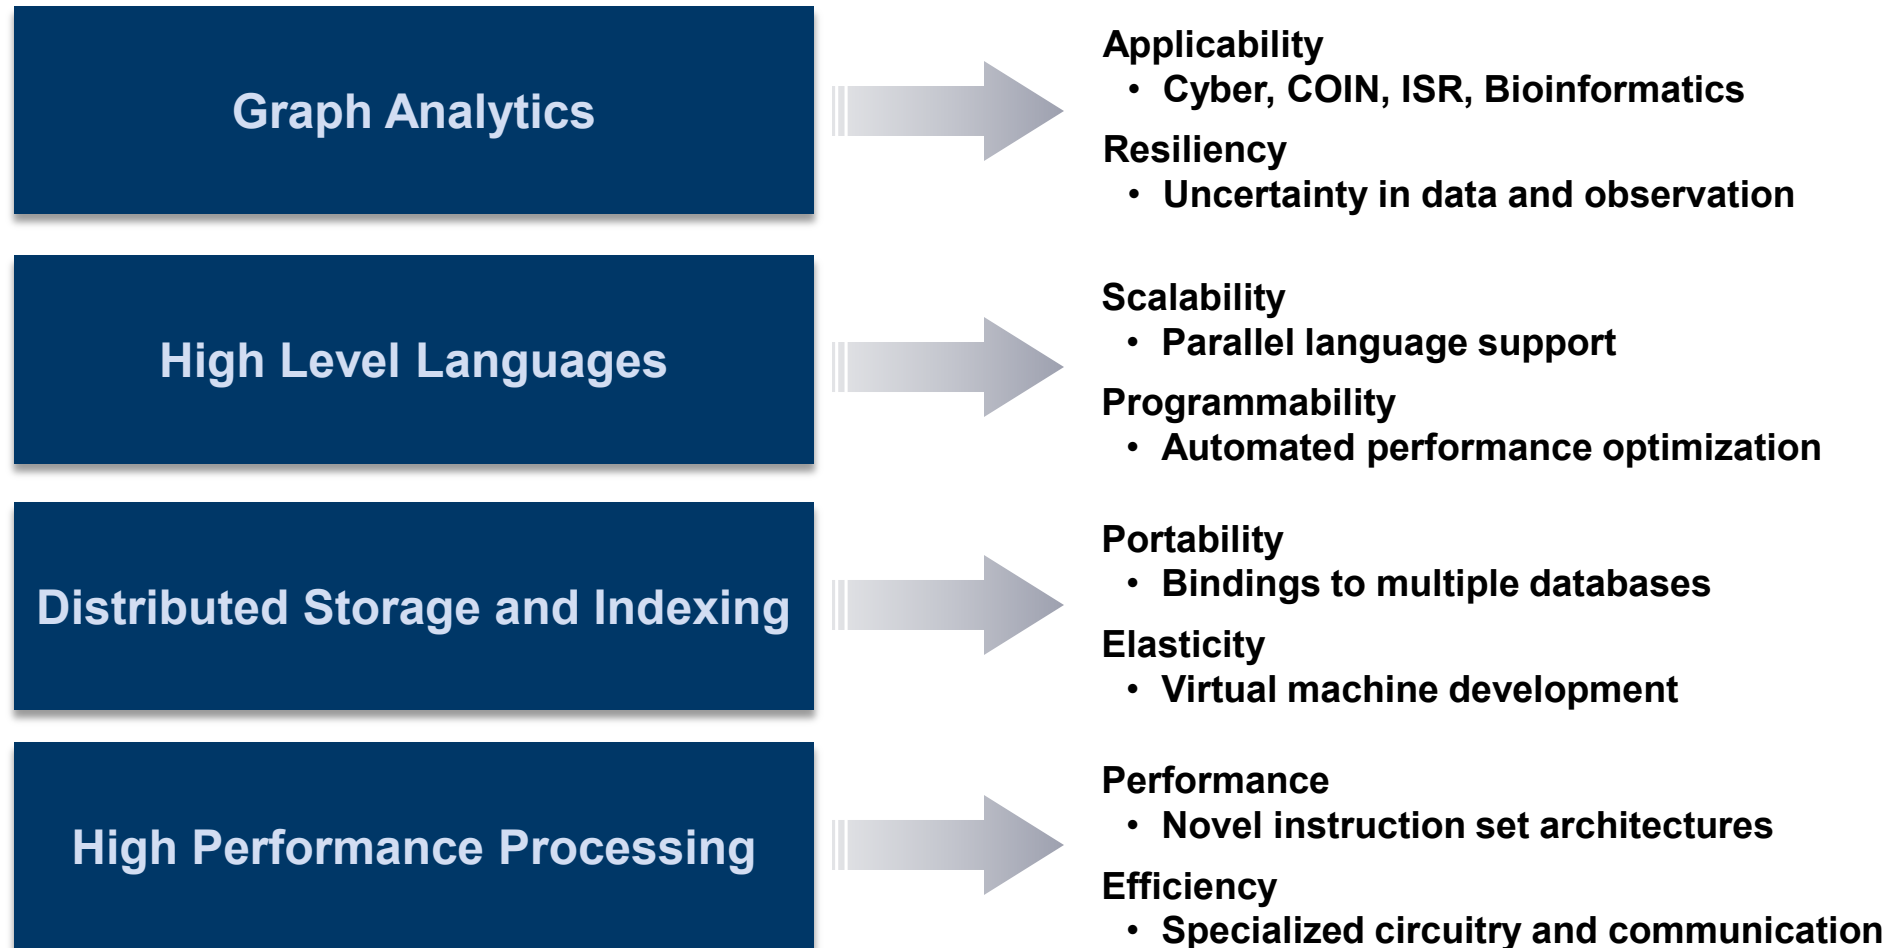 Graph Analytics
Applicability
• Cyber, COIN, ISR, Bioinformatics
Resiliency
• Uncertainty in data and observation
High Level Languages
Scalability
• Parallel language support
Programmability
• Automated performance optimization
Distributed Storage and Indexing
Portability
• Bindings to multiple databases
Elasticity
• Virtual machine development
High Performance Processing
Performance
• Novel instruction set architectures
Efficiency
• Specialized circuitry and communication